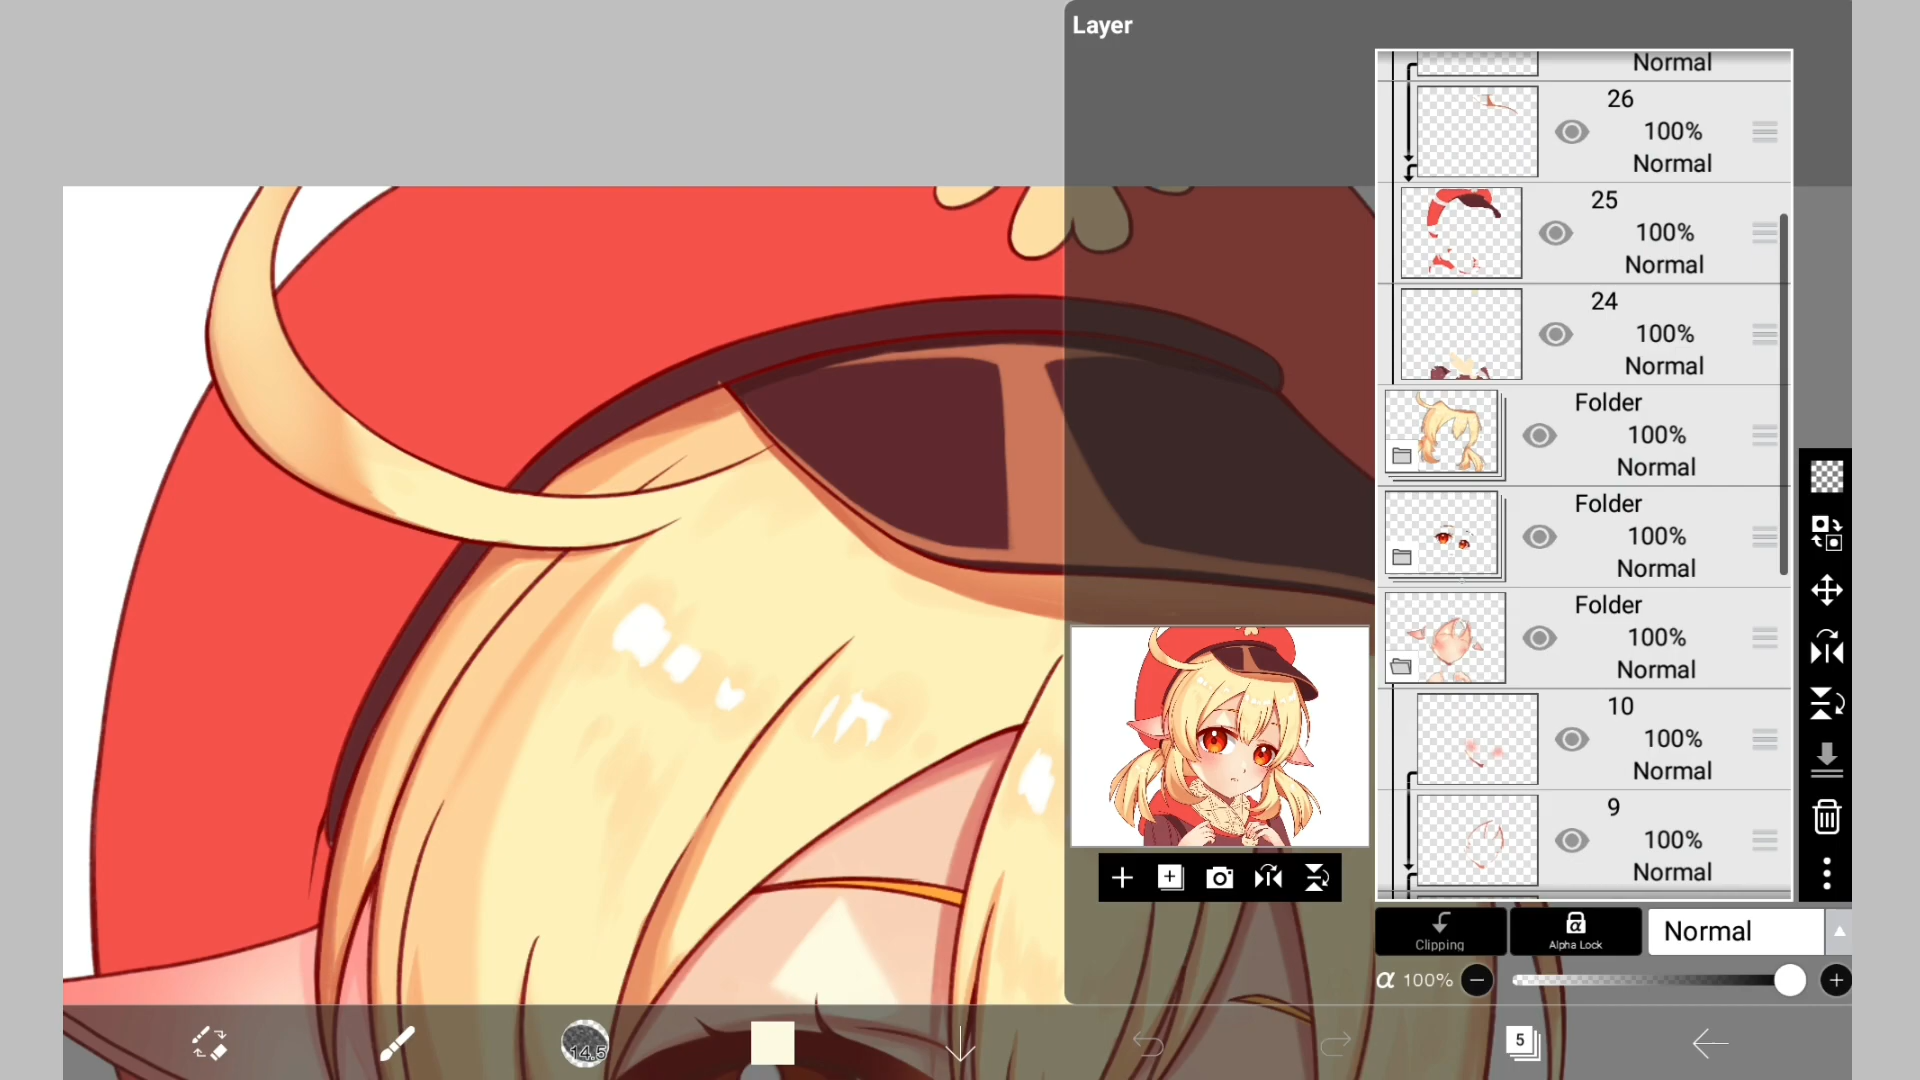 Layer
Normal
26
100%
Normal
25
100%
Normal
24
100%
Normal
Folder
100%
Normal
Folder
100%
Normal
Folder
100%
Normal
10
100%
Normal
9
100%
Normal
Clipping
α
Alpha Lock
Normal
α 100%
14.5
5